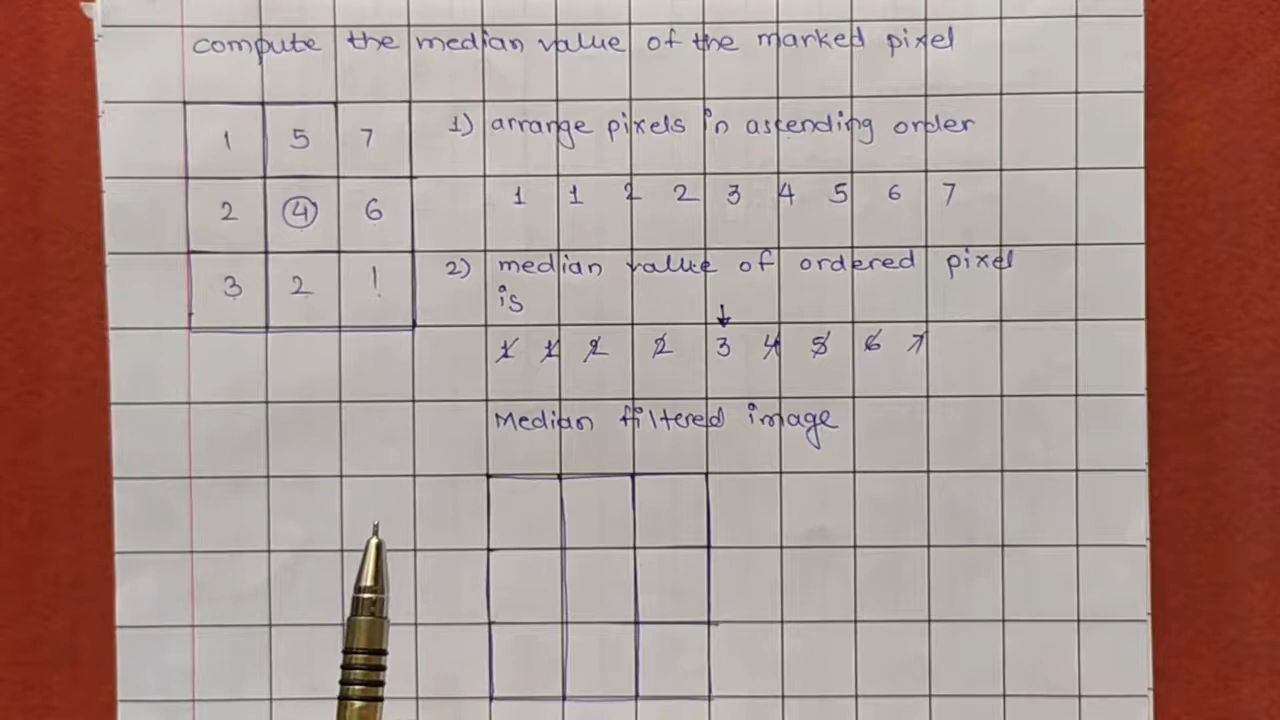 compute the median value of the marked pixel
1 5 7
2 4 6
3 2 1
1) arrange pixels in ascending order
1 1 2 2 3 4 5 6 7
2) median value of ordered pixel
is
1 1 2 2 3 4 5 6 7
Median filtered image